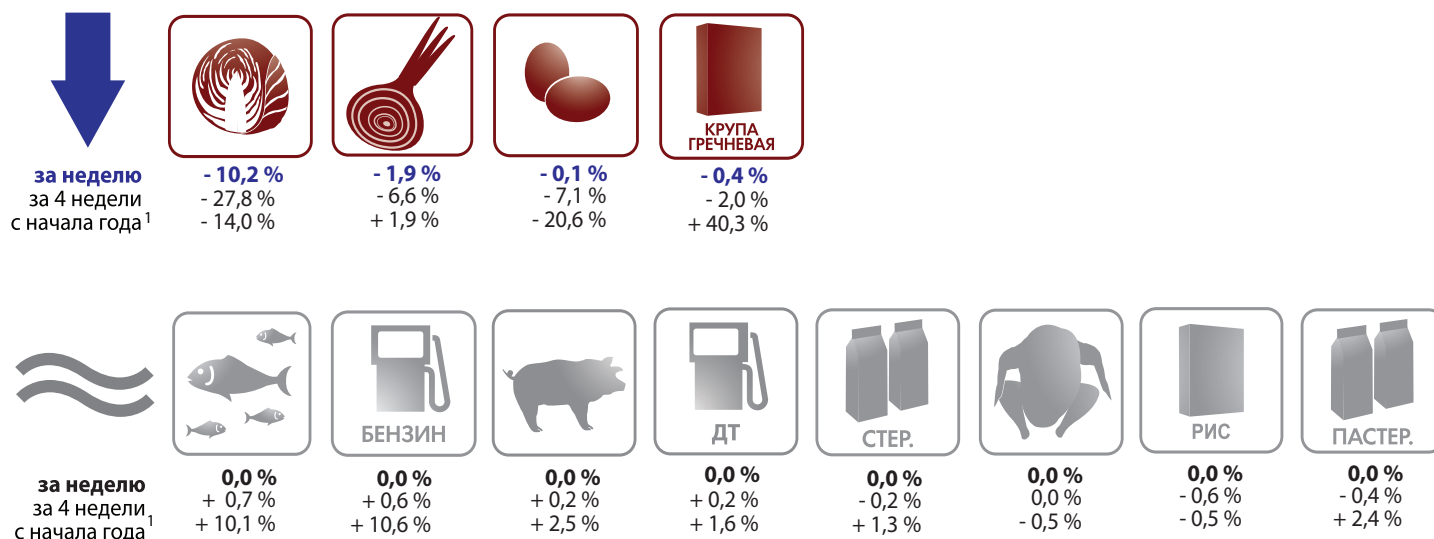 КРУПА
ГРЕЧНЕВАЯ
за неделю - 10,2 % - 1,9 % - 0,1 % - 0,4 %
за 4 недели - 27,8 % - 6,6 % - 7,1 % - 2,0 %
с начала года1 - 14,0 % + 1,9 % - 20,6 % + 40,3 %
БЕНЗИН ДТ СТЕР. РИС ПАСТЕР.
за неделю 0,0 % 0,0 % 0,0 % 0,0 % 0,0 % 0,0 % 0,0 % 0,0 %
за 4 недели + 0,7 % + 0,6 % + 0,2 % + 0,2 % - 0,2 % 0,0 % - 0,6 % - 0,4 %
с начала года1 + 10,1 % + 10,6 % + 2,5 % + 1,6 % + 1,3 % - 0,5 % - 0,5 % + 2,4 %